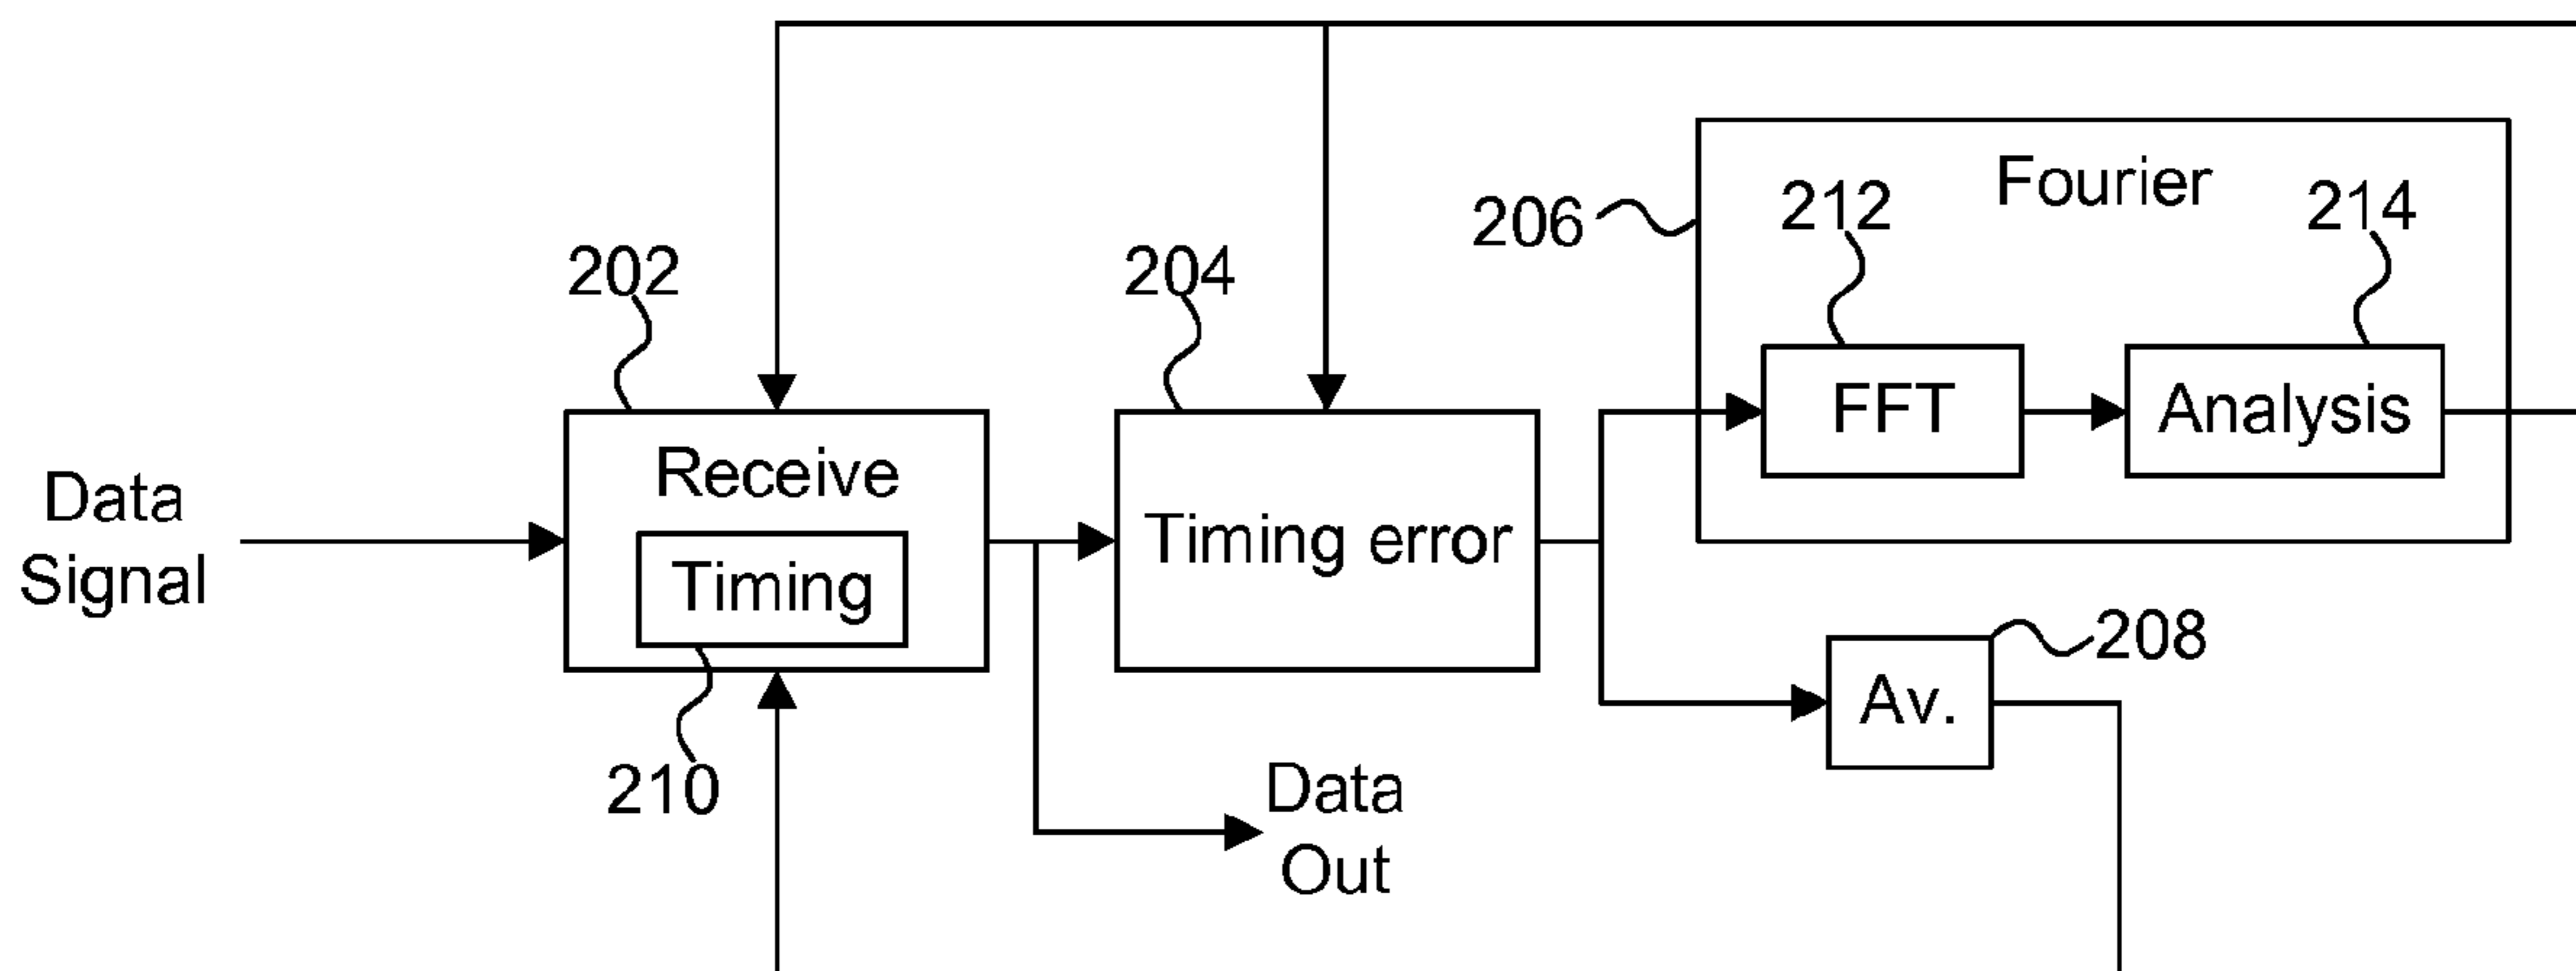 Fourier
206
212
214
202
204
FFT
Analysis
Data
Signal
Receive
Timing
Timing error
208
Av.
210
Data
Out